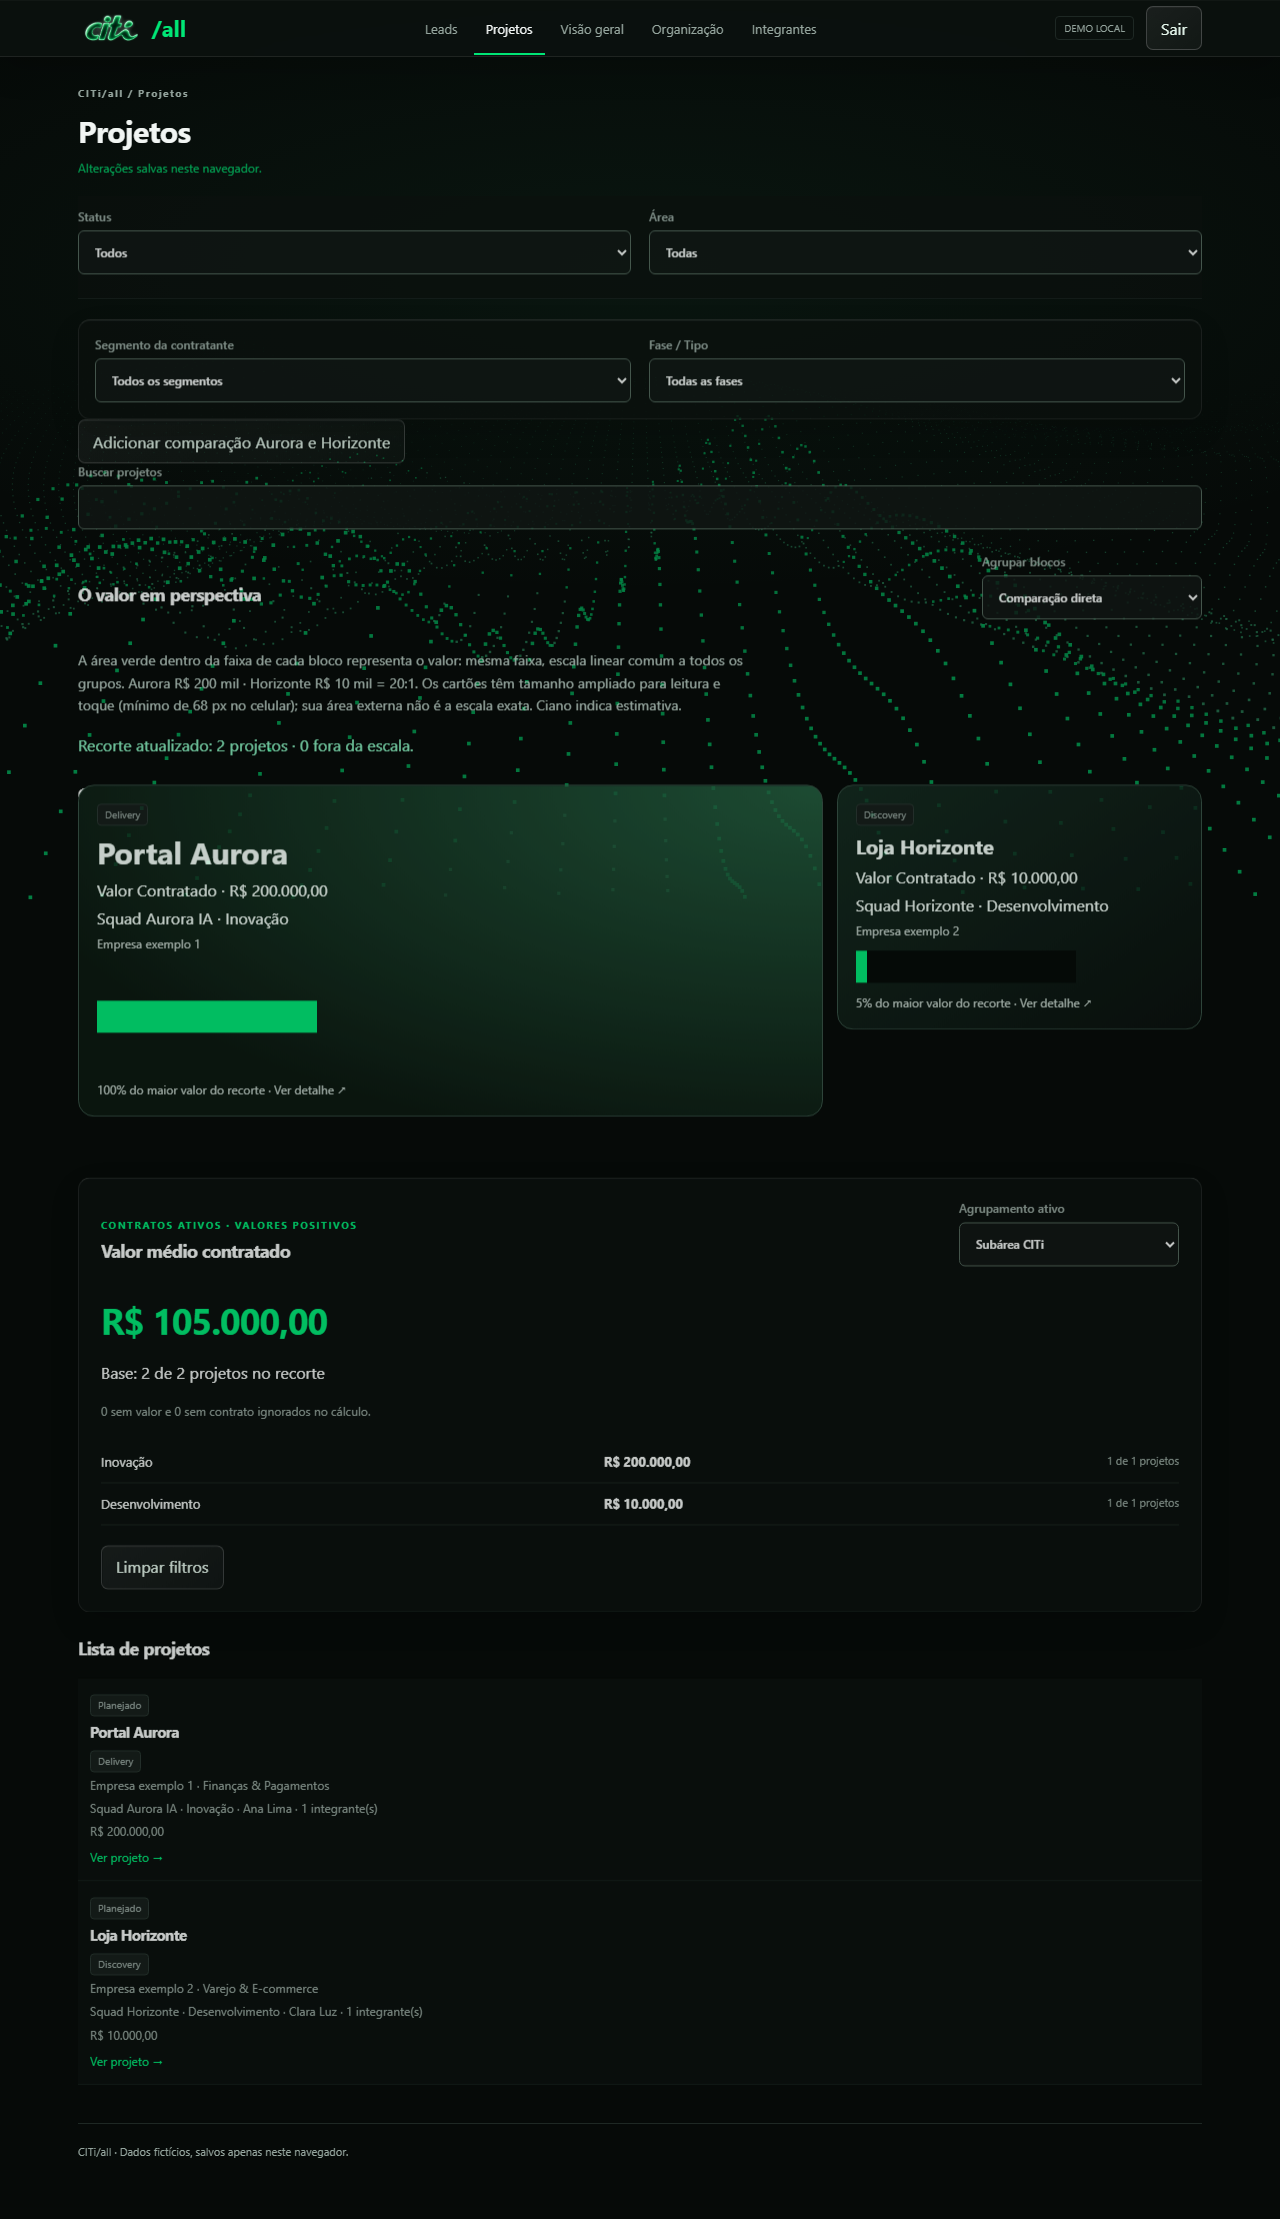 citi /all
Leads
Projetos
Visão geral
Organização
Integrantes
DEMO LOCAL
Sair
CITi/all / Projetos
Projetos
Alterações salvas neste navegador.
Status
Área
Todos
Todas
Segmento da contratante
Fase / Tipo
Todos os segmentos
Todas as fases
Adicionar comparação Aurora e Horizonte
Buscar projetos
O valor em perspectiva
Agrupar blocos
Comparação direta
A área verde dentro da faixa de cada bloco representa o valor: mesma faixa, escala linear comum a todos os
grupos. Aurora R$ 200 mil · Horizonte R$ 10 mil = 20:1. Os cartões têm tamanho ampliado para leitura e
toque (mínimo de 68 px no celular); sua área externa não é a escala exata. Ciano indica estimativa.
Recorte atualizado: 2 projetos · 0 fora da escala.
Delivery
Portal Aurora
Valor Contratado · R$ 200.000,00
Squad Aurora IA · Inovação
Empresa exemplo 1
100% do maior valor do recorte · Ver detalhe ↗
Discovery
Loja Horizonte
Valor Contratado · R$ 10.000,00
Squad Horizonte · Desenvolvimento
Empresa exemplo 2
5% do maior valor do recorte · Ver detalhe ↗
CONTRATOS ATIVOS · VALORES POSITIVOS
Valor médio contratado
Agrupamento ativo
Subárea CITi
R$ 105.000,00
Base: 2 de 2 projetos no recorte
0 sem valor e 0 sem contrato ignorados no cálculo.
Inovação R$ 200.000,00 1 de 1 projetos
Desenvolvimento R$ 10.000,00 1 de 1 projetos
Limpar filtros
Lista de projetos
Planejado
Portal Aurora
Delivery
Empresa exemplo 1 · Finanças & Pagamentos
Squad Aurora IA · Inovação · Ana Lima · 1 integrante(s)
R$ 200.000,00
Ver projeto →
Planejado
Loja Horizonte
Discovery
Empresa exemplo 2 · Varejo & E-commerce
Squad Horizonte · Desenvolvimento · Clara Luz · 1 integrante(s)
R$ 10.000,00
Ver projeto →
CITi/all · Dados fictícios, salvos apenas neste navegador.